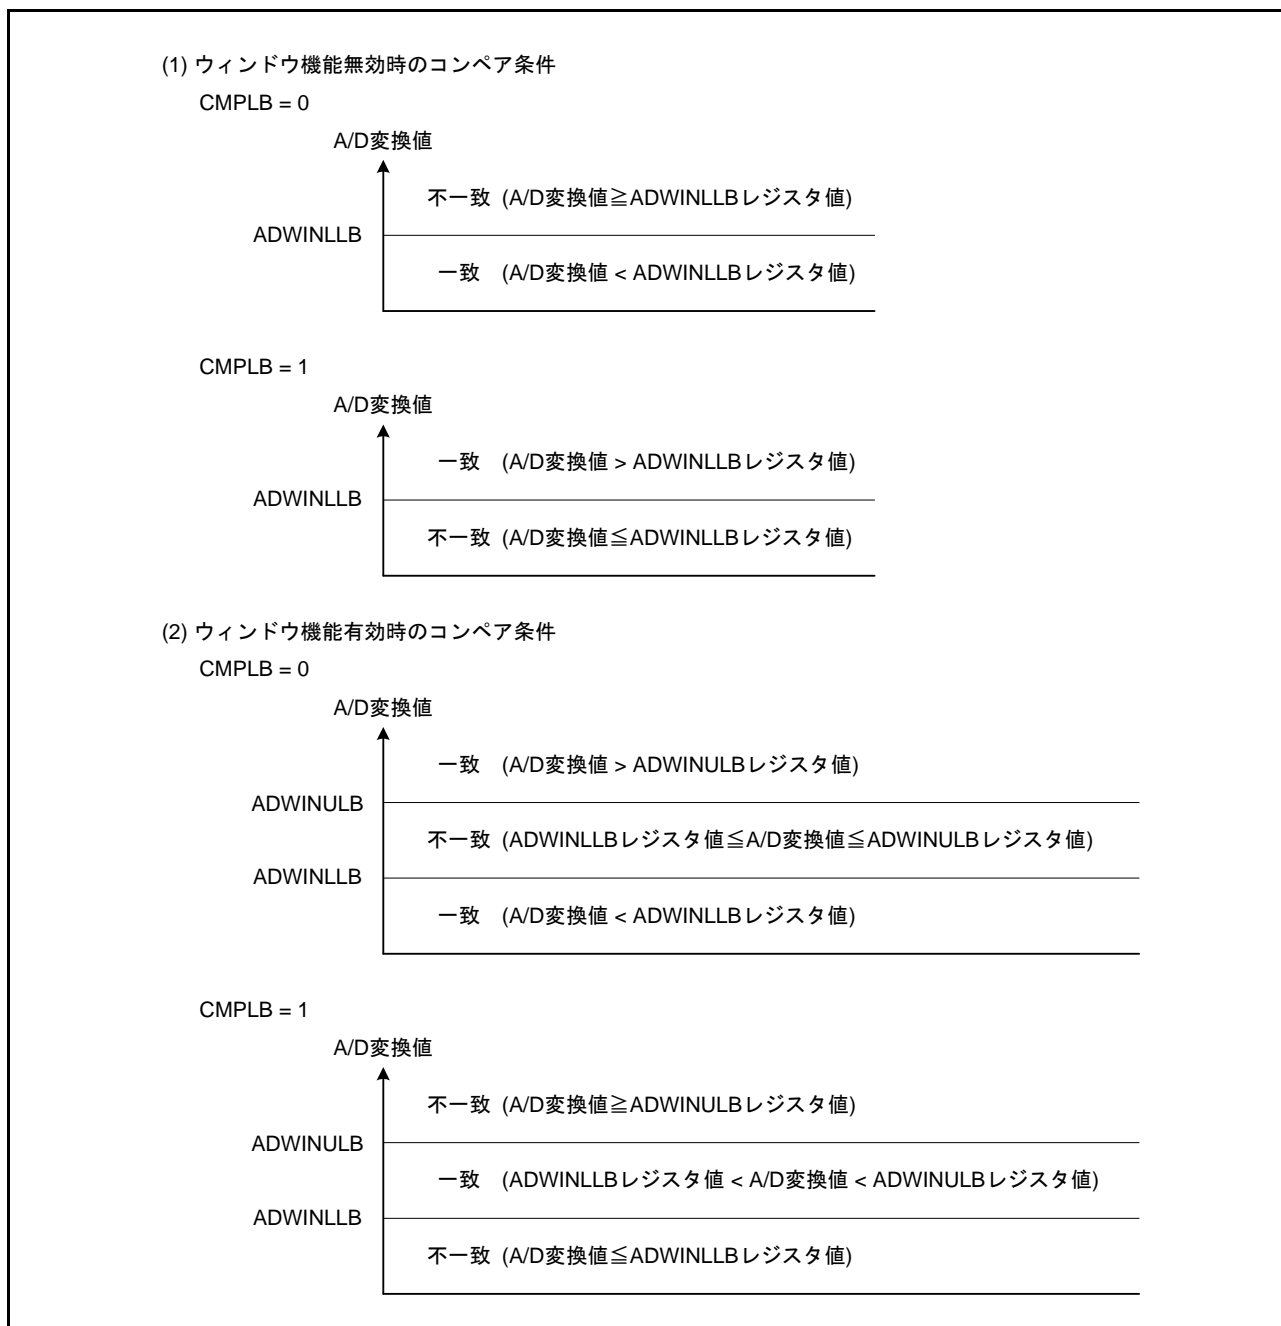 (1) ウィンドウ機能無効時のコンペア条件
CMPLB = 0
A/D変換値
不一致 (A/D変換値≧ADWINLLBレジスタ値)
ADWINLLB
一致 (A/D変換値 < ADWINLLBレジスタ値)
CMPLB = 1
A/D変換値
一致 (A/D変換値 > ADWINLLBレジスタ値)
ADWINLLB
不一致 (A/D変換値≦ADWINLLBレジスタ値)
(2) ウィンドウ機能有効時のコンペア条件
CMPLB = 0
A/D変換値
一致 (A/D変換値 > ADWINULBレジスタ値)
ADWINULB
不一致 (ADWINLLBレジスタ値≦A/D変換値≦ADWINULBレジスタ値)
ADWINLLB
一致 (A/D変換値 < ADWINLLBレジスタ値)
CMPLB = 1
A/D変換値
不一致 (A/D変換値≧ADWINULBレジスタ値)
ADWINULB
一致 (ADWINLLBレジスタ値 < A/D変換値 < ADWINULBレジスタ値)
ADWINLLB
不一致 (A/D変換値≦ADWINLLBレジスタ値)